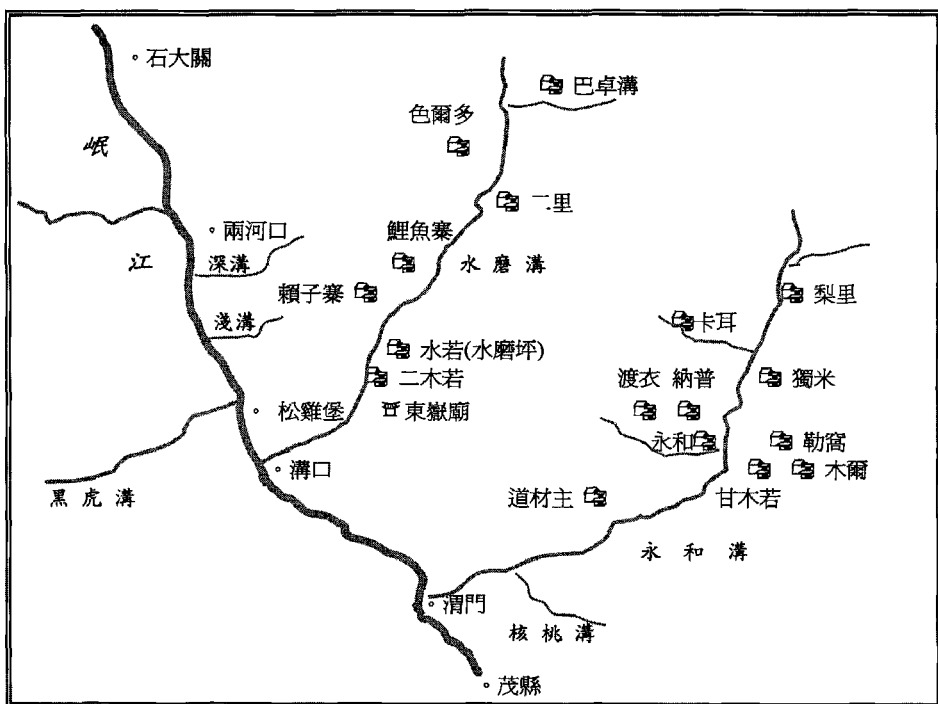 石大關
巴卓溝
色爾多
岷
二里
兩河口
鯉魚寨
江
深溝
水磨溝
賴子寨
梨里
淺溝
卡耳
水若(水磨坪)
二木若
渡衣 納普
獨米
松雞堡
東嶽廟
永和
勒窩
溝口
木爾
黑虎溝
道材主
甘木若
永和溝
渭門
核桃溝
茂縣